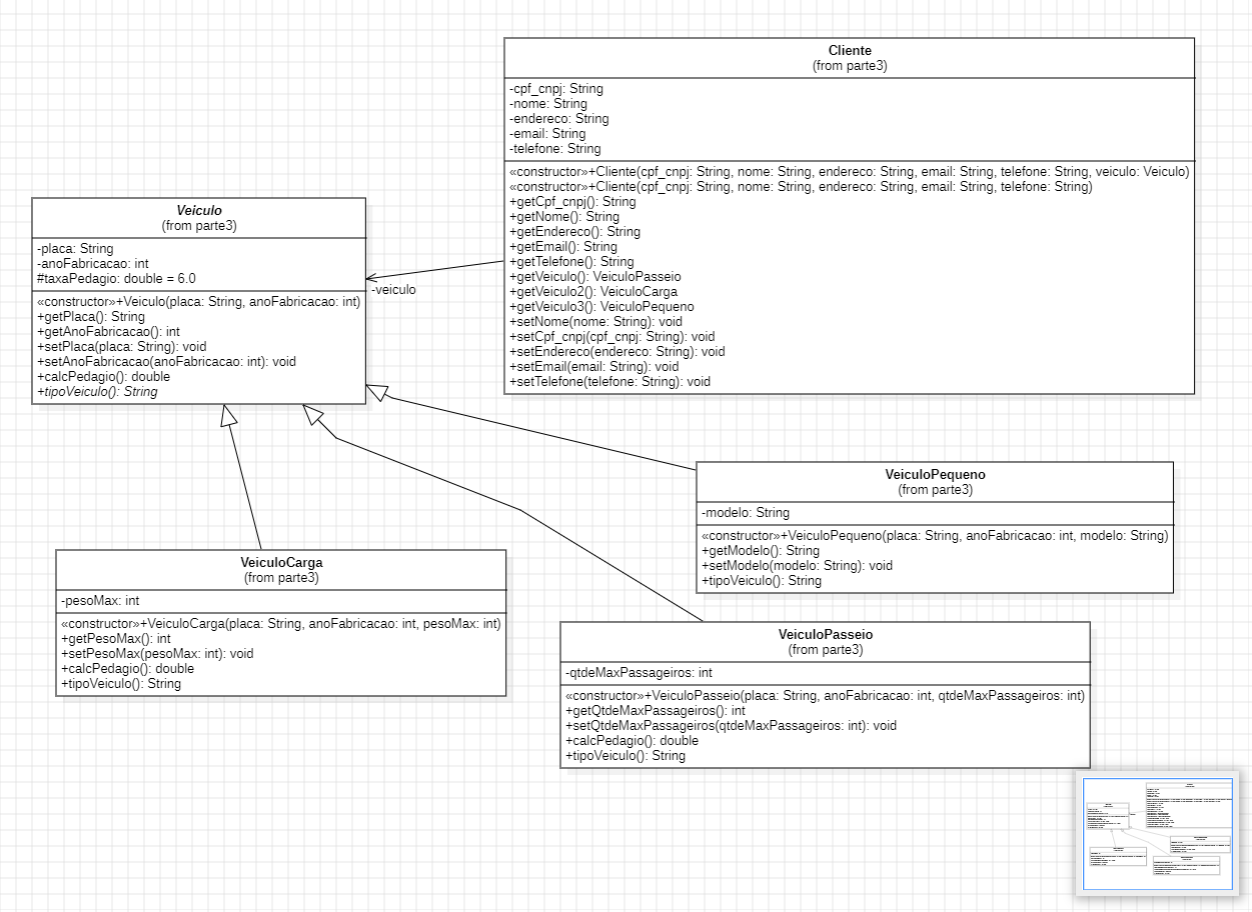 Cliente
(from parte3)
-cpf_cnpj: String
-nome: String
-endereco: String
-email: String
-telefone: String
«constructor»+Cliente(cpf_cnpj: String, nome: String, endereco: String, email: String, telefone: String, veiculo: Veiculo)
«constructor»+Cliente(cpf_cnpj: String, nome: String, endereco: String, email: String, telefone: String)
+getCpf_cnpj(): String
+getNome(): String
+getEndereco(): String
+getEmail(): String
+getTelefone(): String
+getVeiculo(): VeiculoPasseio
+getVeiculo2(): VeiculoCarga
+getVeiculo3(): VeiculoPequeno
+setNome(nome: String): void
+setCpf_cnpj(cpf_cnpj: String): void
+setEndereco(endereco: String): void
+setEmail(email: String): void
+setTelefone(telefone: String): void
Veiculo
(from parte3)
-placa: String
-anoFabricacao: int
#taxaPedagio: double = 6.0
«constructor»+Veiculo(placa: String, anoFabricacao: int)
+getPlaca(): String
+getAnoFabricacao(): int
+setPlaca(placa: String): void
+setAnoFabricacao(anoFabricacao: int): void
+calcPedagio(): double
+tipoVeiculo(): String
-veiculo
VeiculoPequeno
(from parte3)
-modelo: String
«constructor»+VeiculoPequeno(placa: String, anoFabricacao: int, modelo: String)
+getModelo(): String
+setModelo(modelo: String): void
+tipoVeiculo(): String
VeiculoCarga
(from parte3)
-pesoMax: int
«constructor»+VeiculoCarga(placa: String, anoFabricacao: int, pesoMax: int)
+getPesoMax(): int
+setPesoMax(pesoMax: int): void
+calcPedagio(): double
+tipoVeiculo(): String
VeiculoPasseio
(from parte3)
-qtdeMaxPassageiros: int
«constructor»+VeiculoPasseio(placa: String, anoFabricacao: int, qtdeMaxPassageiros: int)
+getQtdeMaxPassageiros(): int
+setQtdeMaxPassageiros(qtdeMaxPassageiros: int): void
+calcPedagio(): double
+tipoVeiculo(): String